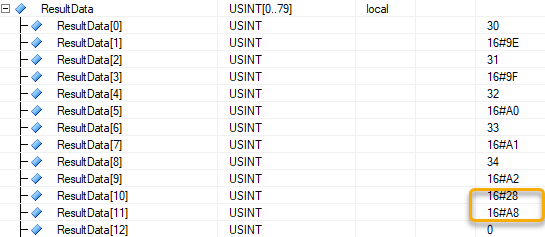 ResultData USINT[0..79] local
ResultData[0] USINT 30
ResultData[1] USINT 16#9E
ResultData[2] USINT 31
ResultData[3] USINT 16#9F
ResultData[4] USINT 32
ResultData[5] USINT 16#A0
ResultData[6] USINT 33
ResultData[7] USINT 16#A1
ResultData[8] USINT 34
ResultData[9] USINT 16#A2
ResultData[10] USINT 16#28
ResultData[11] USINT 16#A8
ResultData[12] USINT 0